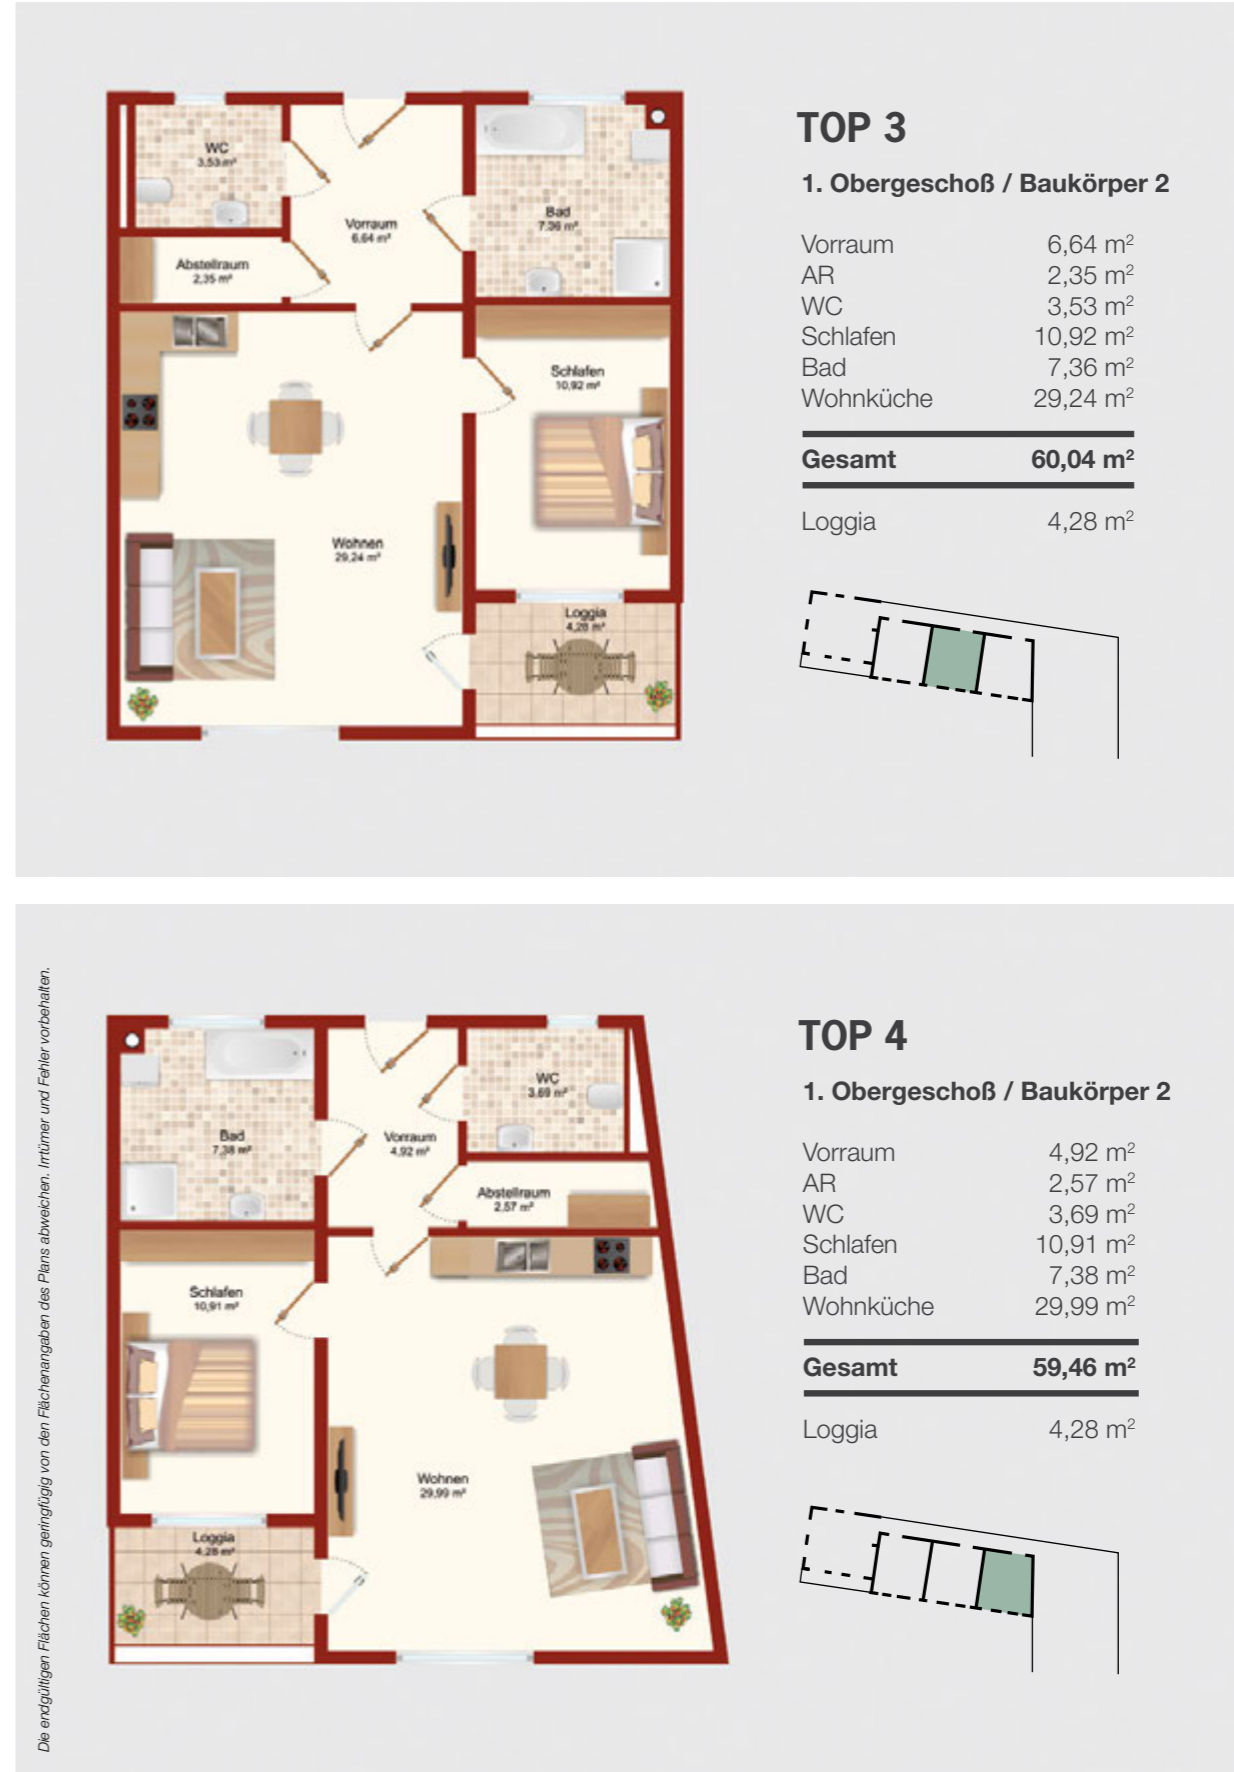 WC
3,53 m²
Vorraum
6,64 m²
Bad
7,36 m²
Abstellraum
2,35 m²
Schlafen
10,92 m²
Wohnen
29,24 m²
Loggia
4,28 m²
TOP 3
1. Obergeschoß / Baukörper 2
Vorraum 6,64 m²
AR 2,35 m²
WC 3,53 m²
Schlafen 10,92 m²
Bad 7,36 m²
Wohnküche 29,24 m²
Gesamt 60,04 m²
Loggia 4,28 m²
Die endgültigen Flächen können geringfügig von den Flächenangaben des Plans abweichen. Irrtümer und Fehler vorbehalten.
WC
3,69 m²
Bad
7,38 m²
Vorraum
4,92 m²
Abstellraum
2,57 m²
Schlafen
10,91 m²
Wohnen
29,99 m²
Loggia
4,28 m²
TOP 4
1. Obergeschoß / Baukörper 2
Vorraum 4,92 m²
AR 2,57 m²
WC 3,69 m²
Schlafen 10,91 m²
Bad 7,38 m²
Wohnküche 29,99 m²
Gesamt 59,46 m²
Loggia 4,28 m²